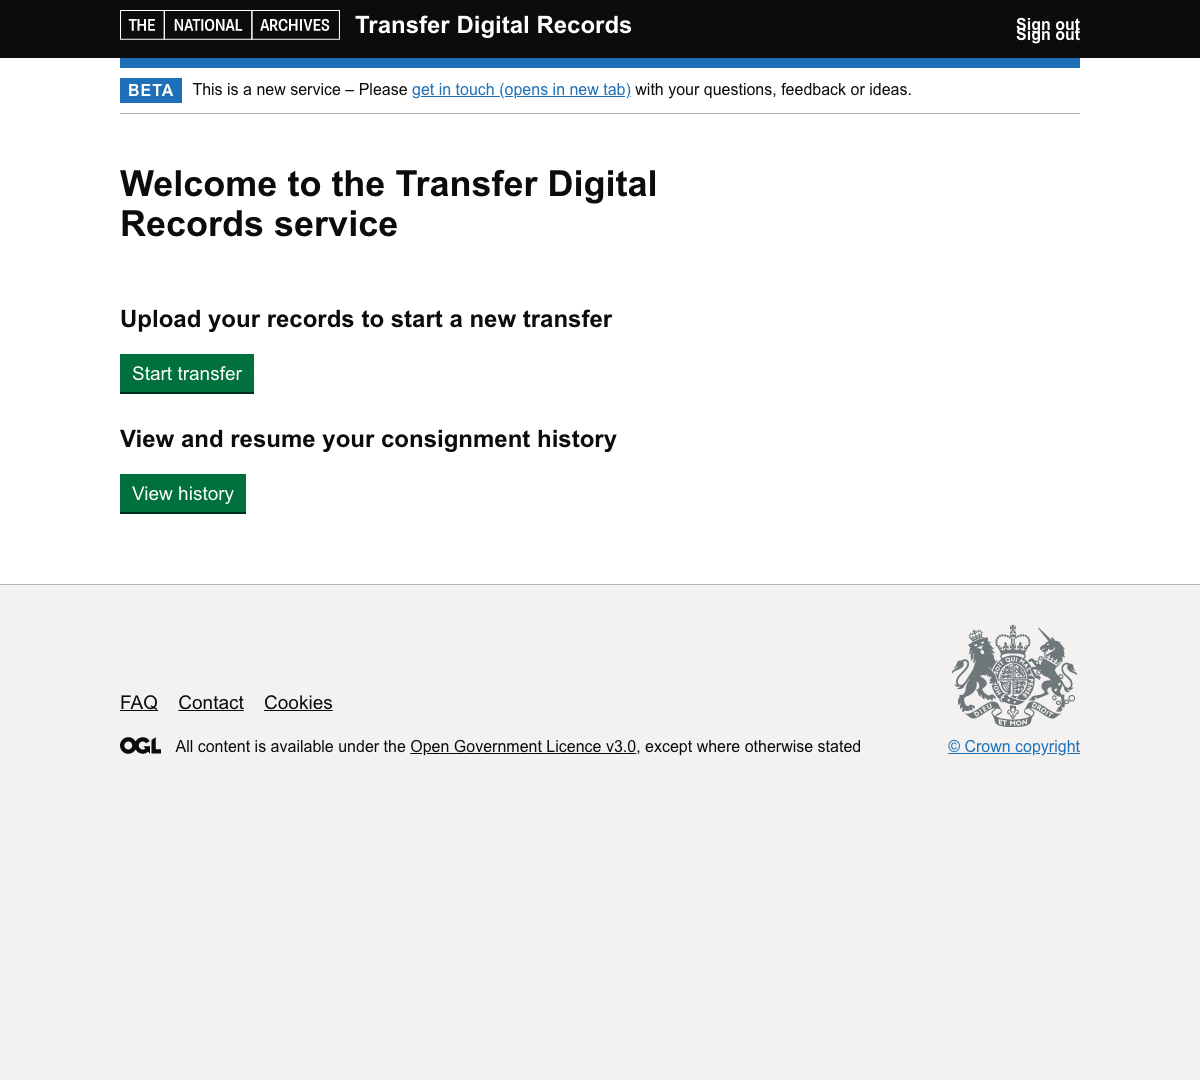 THE NATIONAL ARCHIVES Transfer Digital Records Sign out
Sign out
BETA This is a new service – Please get in touch (opens in new tab) with your questions, feedback or ideas.
Welcome to the Transfer Digital
Records service
Upload your records to start a new transfer
Start transfer
View and resume your consignment history
View history
FAQ Contact Cookies
DIEU ET MON DROIT
OGL All content is available under the Open Government Licence v3.0, except where otherwise stated
© Crown copyright